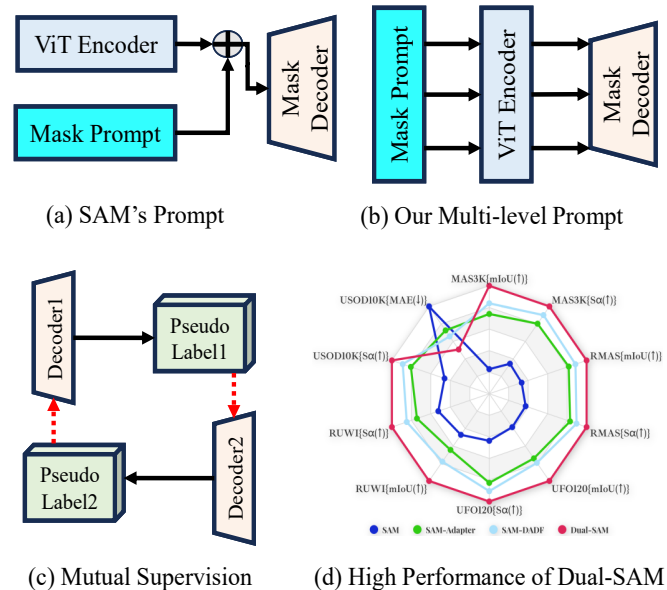 ViT Encoder
Mask Prompt
Mask
Decoder
(a) SAM's Prompt
Mask Prompt
ViT Encoder
Mask
Decoder
(b) Our Multi-level Prompt
Decoder1
Pseudo
Label1
Pseudo
Label2
Decoder2
(c) Mutual Supervision
MAS3K{mIoU(↑)}
MAS3K{Sα(↑)}
RMAS{mIoU(↑)}
RMAS{Sα(↑)}
UFO120{mIoU(↑)}
UFO120{Sα(↑)}
RUWI{mIoU(↑)}
RUWI{Sα(↑)}
USOD10K{Sα(↑)}
USOD10K{MAE(↓)}
SAM
SAM-Adapter
SAM-DADF
Dual-SAM
(d) High Performance of Dual-SAM